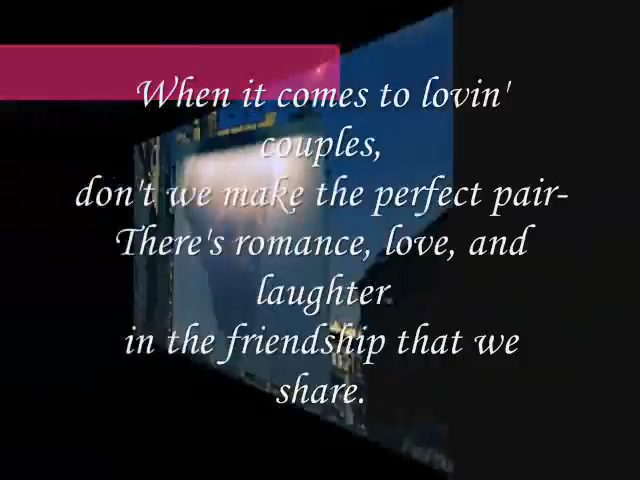 When it comes to lovin'
couples,
don't we make the perfect pair-
There's romance, love, and
laughter
in the friendship that we
share.